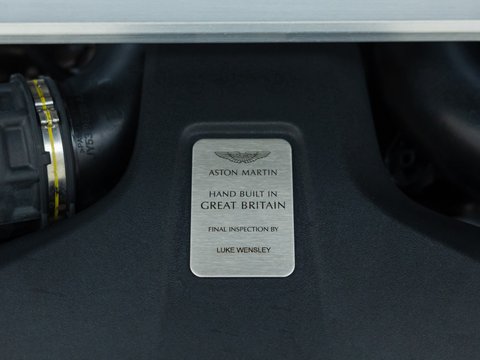 ASTON MARTIN
HAND BUILT IN
GREAT BRITAIN
FINAL INSPECTION BY
LUKE WENSLEY